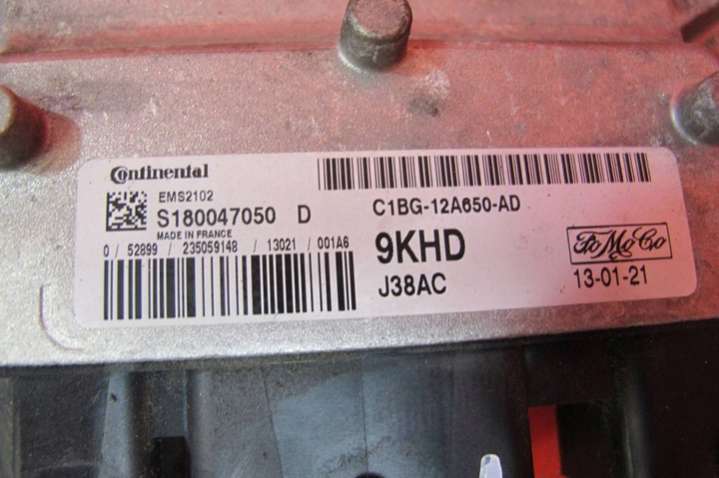 Continental
EMS2102
S180047050 D
MADE IN FRANCE
0 / 52899 / 235059148 / 13021 / 001A6
C1BG-12A650-AD
9KHD
J38AC
FoMoCo
13-01-21